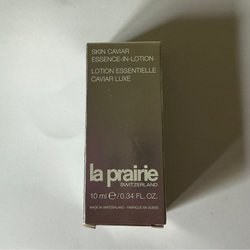 SKIN CAVIAR
ESSENCE-IN-LOTION
LOTION ESSENTIELLE
CAVIAR LUXE
la prairie
SWITZERLAND
10 ml ℮/0.34 FL. OZ.
MADE IN SWITZERLAND - FABRIQUÉ EN SUISSE